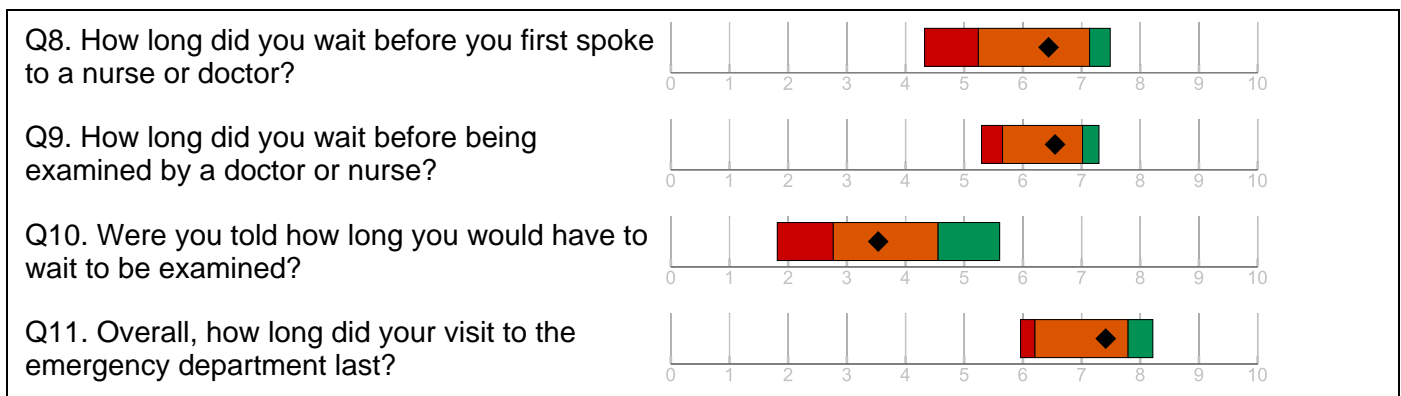 Q8. How long did you wait before you first spoke
to a nurse or doctor?
0 1 2 3 4 5 6 7 8 9 10
Q9. How long did you wait before being
examined by a doctor or nurse?
0 1 2 3 4 5 6 7 8 9 10
Q10. Were you told how long you would have to
wait to be examined?
0 1 2 3 4 5 6 7 8 9 10
Q11. Overall, how long did your visit to the
emergency department last?
0 1 2 3 4 5 6 7 8 9 10